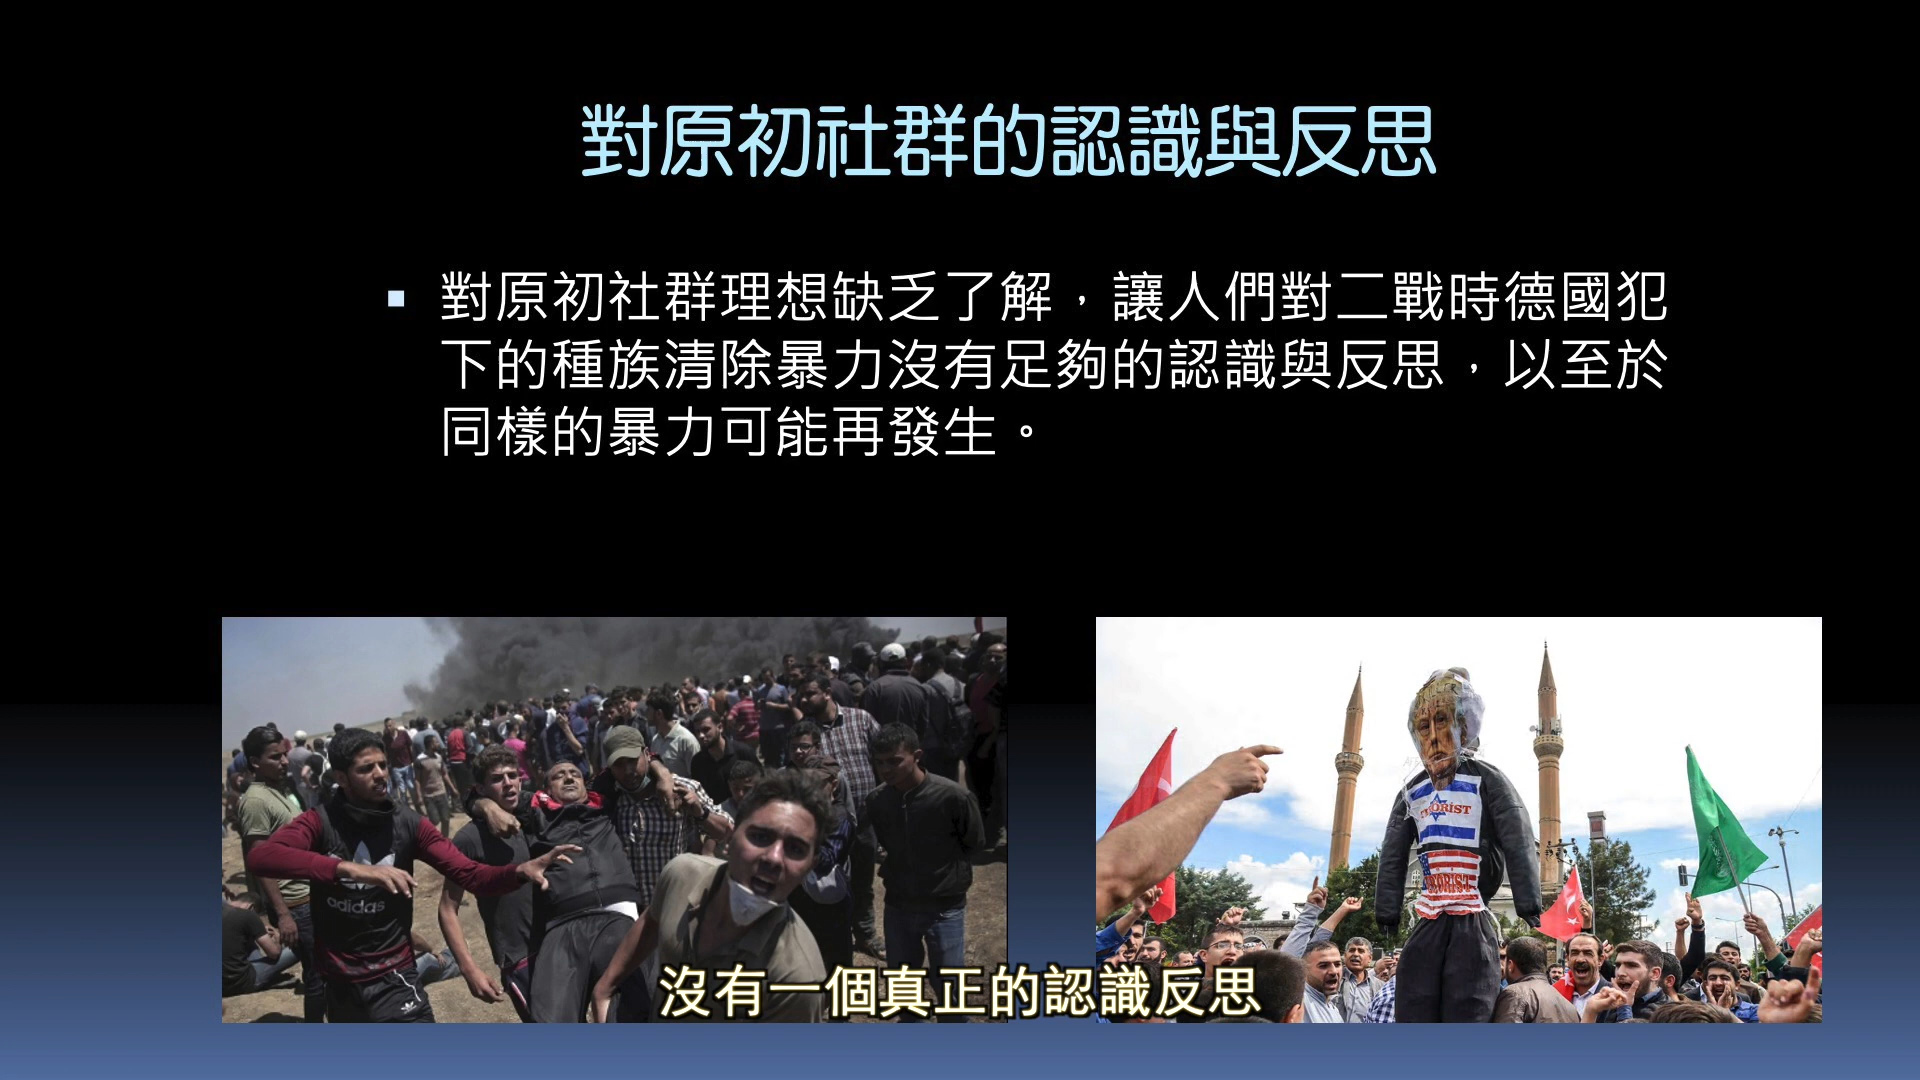 對原初社群的認識與反思
對原初社群理想缺乏了解，讓人們對二戰時德國犯
下的種族清除暴力沒有足夠的認識與反思，以至於
同樣的暴力可能再發生。
adidas
沒有一個真正的認識反思